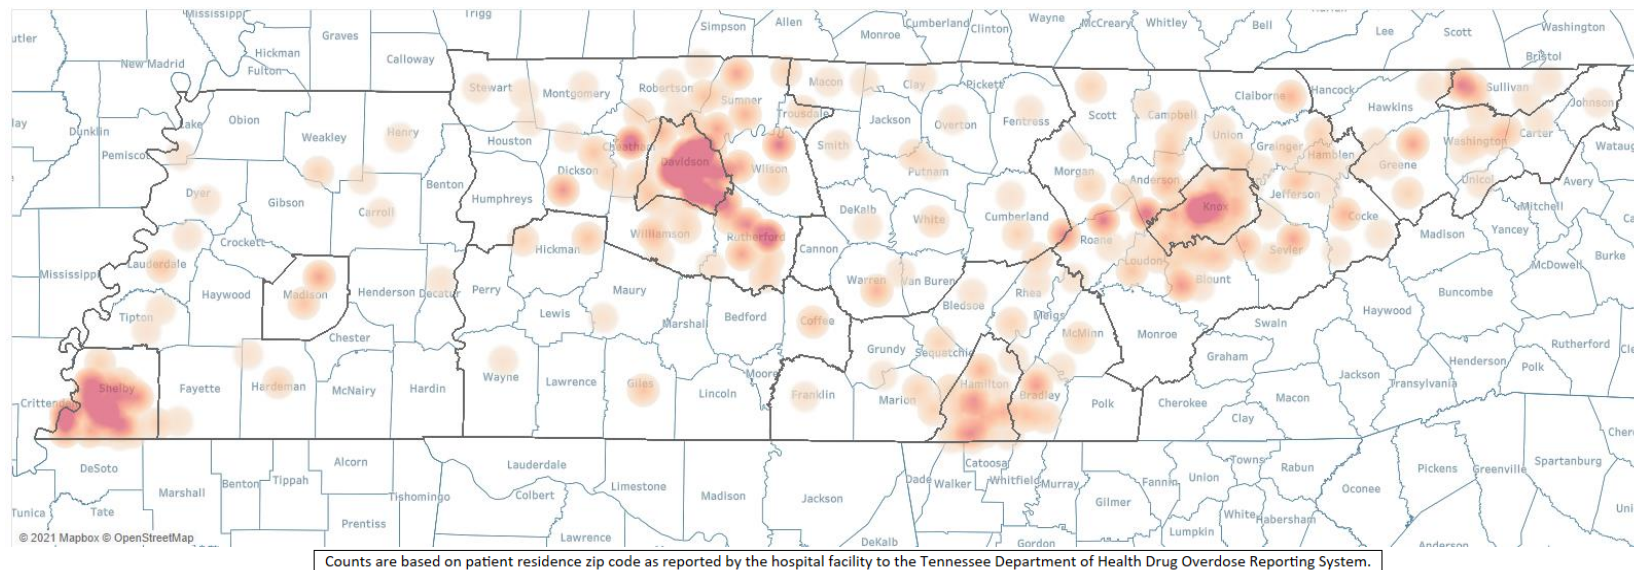 Mississippi
Trigg
Simpson
Allen
Monroe
Cumberland
Clinton
Wayne
McCreary
Whitley
Bell
Lee
Scott
Washington
Bristol
utler
New Madrid
Hickman
Fulton
Graves
Calloway
Stewart
Montgomery
Robertson
Sumner
Macon
Trousdale
Clay
Pickett
Scott
Campbell
Claiborne
Hancock
Hawkins
Sullivan
Johnson
lay
Dunklin
Pemiscot
Lake
Obion
Weakley
Henry
Houston
Cheatham
Davidson
Wilson
Smith
Jackson
Overton
Fentress
Union
Grainger
Hamblen
Greene
Washington
Carter
Unicoi
Watauga
Avery
Mitchell
Dyer
Gibson
Carroll
Benton
Humphreys
Dickson
Putnam
Morgan
Anderson
Knox
Jefferson
Cocke
Madison
Yancey
Crockett
Lauderdale
Mississippi
Haywood
Madison
Henderson
Decatur
Perry
Hickman
Williamson
Rutherford
Cannon
DeKalb
White
Cumberland
Roane
Loudon
Blount
Sevier
McDowell
Burke
Buncombe
Haywood
Tipton
Chester
Lewis
Maury
Marshall
Bedford
Coffee
Warren
Van Buren
Bledsoe
Rhea
Meigs
McMinn
Monroe
Swain
Graham
Jackson
Henderson
Polk
Rutherford
Transylvania
Crittende
Shelby
Fayette
Hardeman
McNairy
Hardin
Wayne
Lawrence
Giles
Lincoln
Moore
Franklin
Grundy
Sequatchie
Marion
Hamilton
Bradley
Polk
Cherokee
Clay
Macon
DeSoto
Tunica
Tate
Marshall
Benton
Tippah
Alcorn
Prentiss
Tishomingo
Lauderdale
Colbert
Lawrence
Limestone
Madison
Jackson
DeKalb
Dade
Walker
Catoosa
Whitfield
Murray
Gordon
Gilmer
Fannin
Union
Towns
Rabun
White
Habersham
Lumpkin
Oconee
Pickens
Greenville
Spartanburg
Anderson
© 2021 Mapbox © OpenStreetMap
Counts are based on patient residence zip code as reported by the hospital facility to the Tennessee Department of Health Drug Overdose Reporting System.